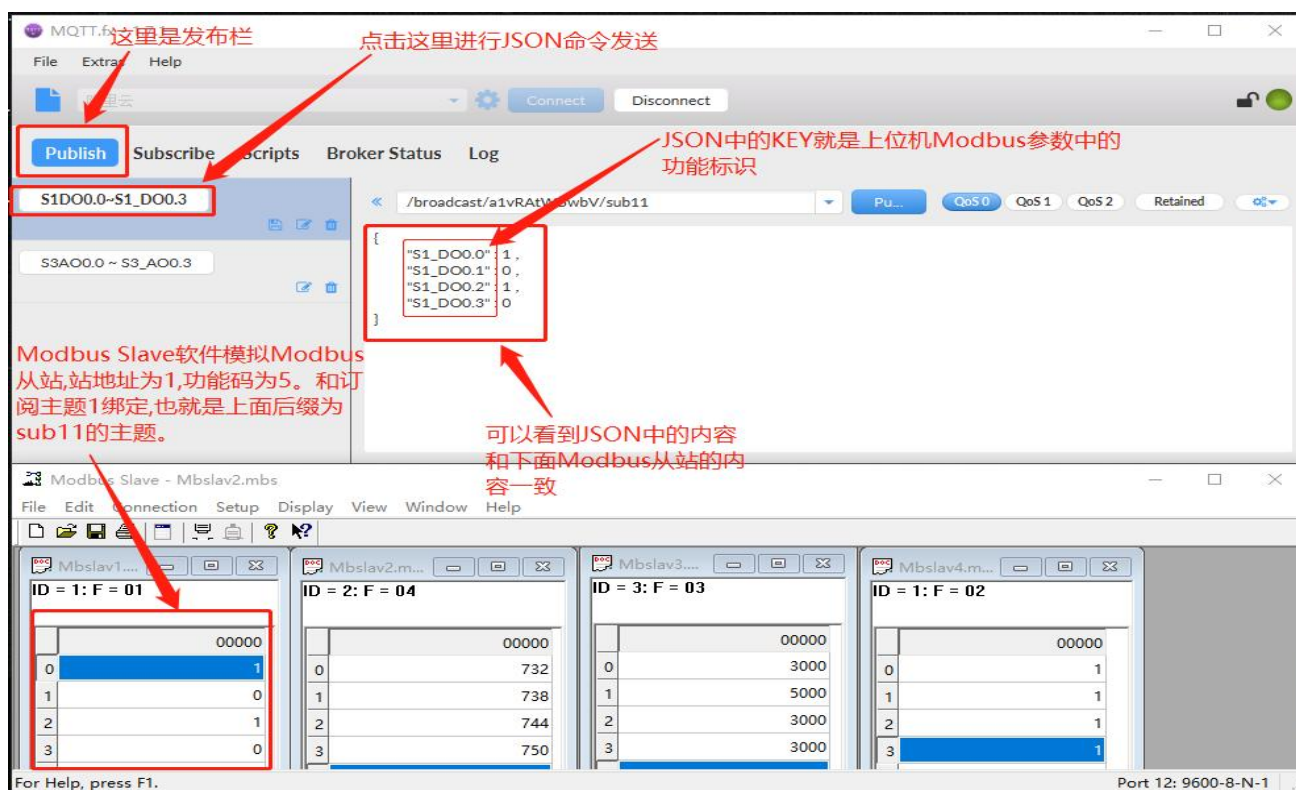 MQTT.fx
这里是发布栏
点击这里进行JSON命令发送
File Extras Help
Connect Disconnect
Publish Subscribe Scripts Broker Status Log
JSON中的KEY就是上位机Modbus参数中的
功能标识
S1DO0.0~S1_DO0.3
Pu... QoS 0 QoS 1 QoS 2 Retained
{
"S1_DO0.0" : 1 ,
"S1_DO0.1" : 0 ,
"S1_DO0.2" : 1 ,
"S1_DO0.3" : 0
}
S3AO0.0 ~ S3_AO0.3
Modbus Slave软件模拟Modbus
从站,站地址为1,功能码为5。和订
阅主题1绑定,也就是上面后缀为
sub11的主题。
可以看到JSON中的内容
和下面Modbus从站的内
容一致
Modbus Slave - Mbslav2.mbs
File Edit Connection Setup Display View Window Help
Mbslav1.... Mbslav2.m... Mbslav3.... Mbslav4.m...
ID = 1: F = 01 ID = 2: F = 04 ID = 3: F = 03 ID = 1: F = 02
00000 00000 00000 00000
0 1 0 732 0 3000 0 1
1 0 1 738 1 5000 1 1
2 1 2 744 2 3000 2 1
3 0 3 750 3 3000 3 1
For Help, press F1. Port 12: 9600-8-N-1